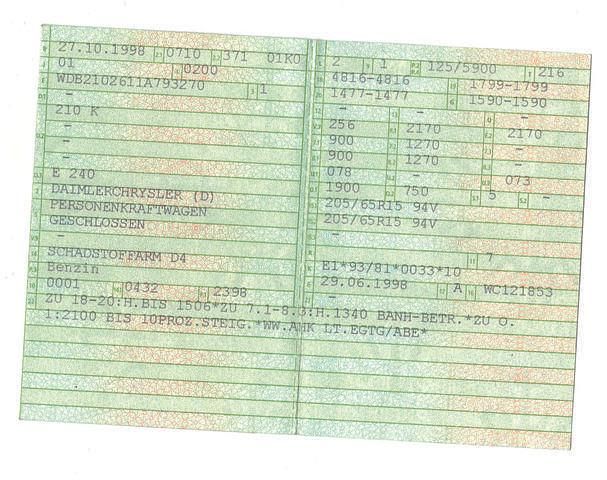 27.10.1998 0710 371 01K0
01 0200
WDB2102611A793270 1
-
210 K
-
-
-
E 240
DAIMLERCHRYSLER (D)
PERSONENKRAFTWAGEN
GESCHLOSSEN
-
SCHADSTOFFARM D4
Benzin
0001 0432 2398
2 1 125/5900 216
4816-4816 1799-1799
1477-1477 1590-1590
- - -
256 2170 2170
900 1270 -
900 1270 -
078 - 073
1900 750 5 -
205/65R15 94V
205/65R15 94V
-
7
E1*93/81*0033*10
29.06.1998 A WC121853
-
ZU 18-20:H.BIS 1506*ZU 7.1-8.3:H.1340 BANH-BETR.*ZU O.
1:2100 BIS 10PROZ.STEIG.*WW.AHK LT.EGTG/ABE*